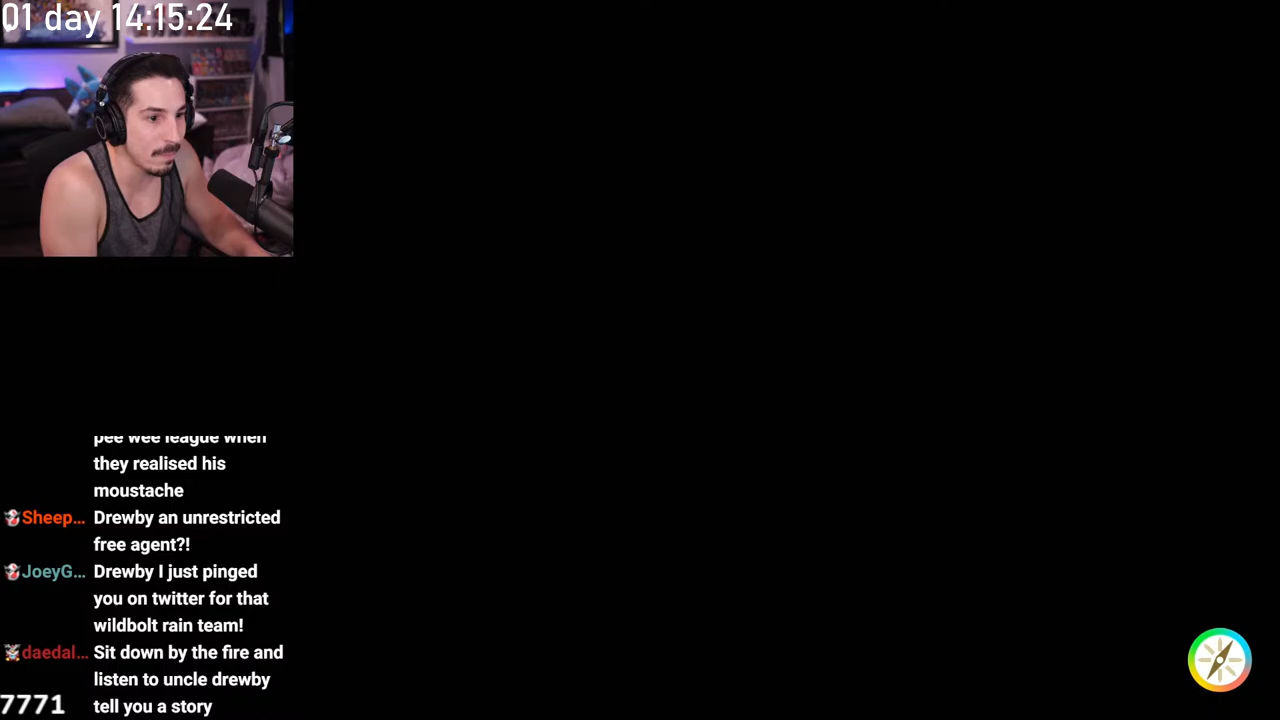 01 day 14:15:24
pee wee league when
they realised his
moustache
Sheep... Drewby an unrestricted
free agent?!
JoeyG... Drewby I just pinged
you on twitter for that
wildbolt rain team!
daedal... Sit down by the fire and
listen to uncle drewby
7771 tell you a story